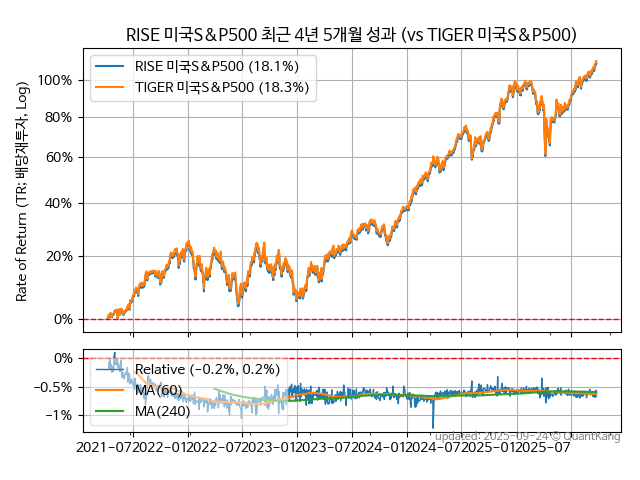 RISE 미국S&P500 최근 4년 5개월 성과 (vs TIGER 미국S&P500)
Rate of Return (TR; 배당재투자, Log)
RISE 미국S&P500 (18.1%)
TIGER 미국S&P500 (18.3%)
100%
80%
60%
40%
20%
0%
0%
−0.5%
−1%
Relative (−0.2%, 0.2%)
MA(60)
MA(240)
updated: 2025-09-24 © QuantKang
2021-07 2022-01 2022-07 2023-01 2023-07 2024-01 2024-07 2025-01 2025-07